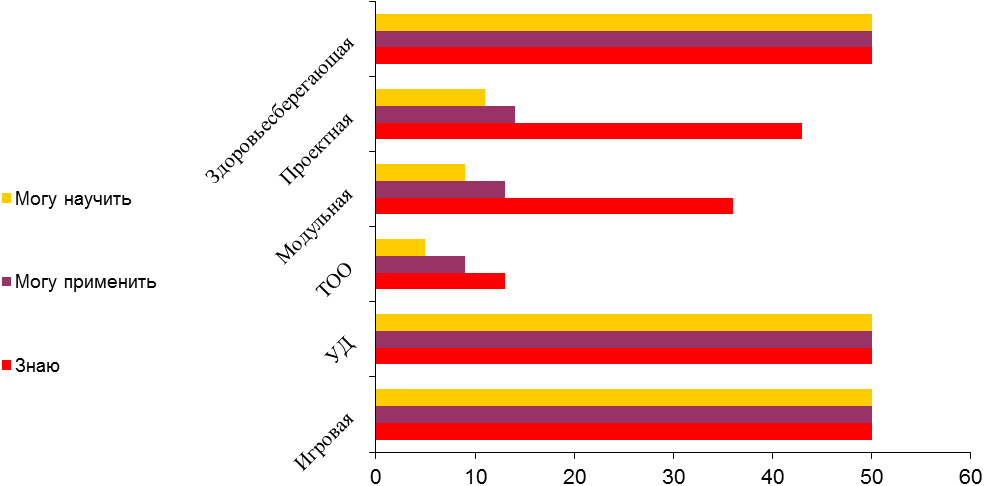 Здоровьесберегающая
Проектная
Модульная
ТОО
УД
Игровая
Могу научить
Могу применить
Знаю
0 10 20 30 40 50 60